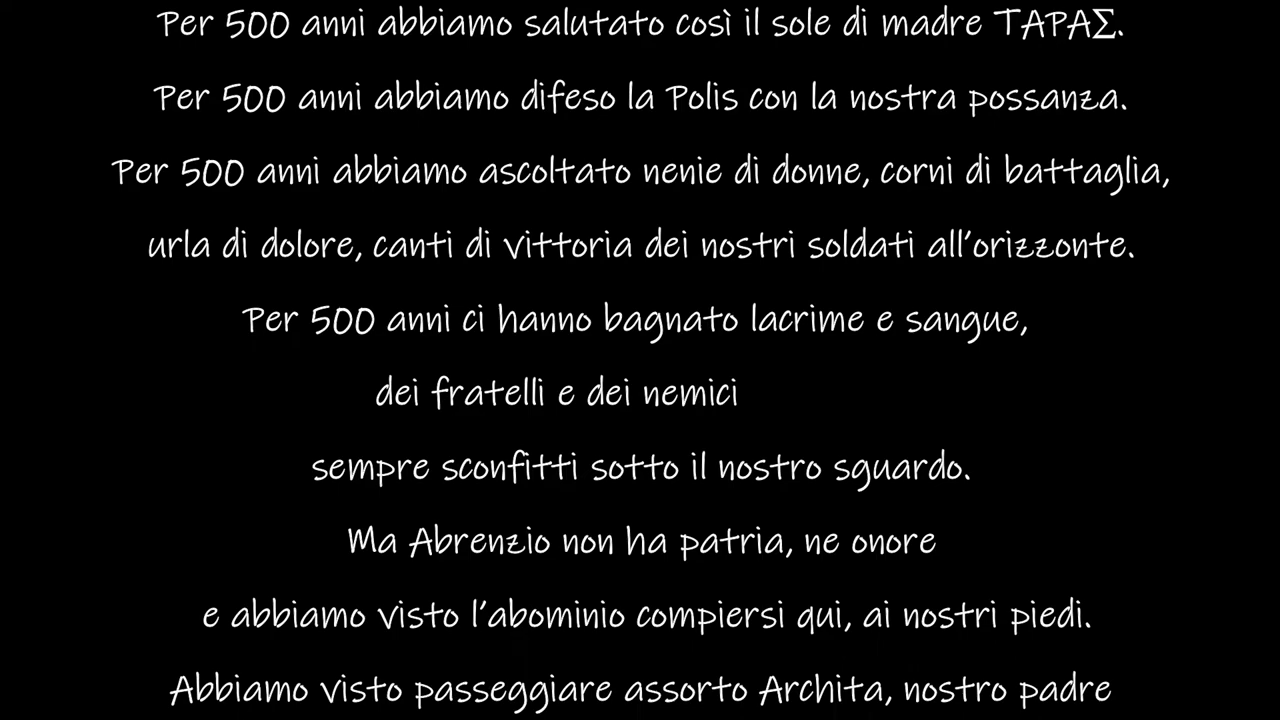 Per 500 anni abbiamo salutato così il sole di madre ΤΑΡΑΣ.
Per 500 anni abbiamo difeso la Polis con la nostra possanza.
Per 500 anni abbiamo ascoltato nenie di donne, corni di battaglia,
urla di dolore, canti di vittoria dei nostri soldati all'orizzonte.
Per 500 anni ci hanno bagnato lacrime e sangue,
dei fratelli e dei nemici
sempre sconfitti sotto il nostro sguardo.
Ma Abrenzio non ha patria, ne onore
e abbiamo visto l'abominio compiersi qui, ai nostri piedi.
Abbiamo visto passeggiare assorto Archita, nostro padre